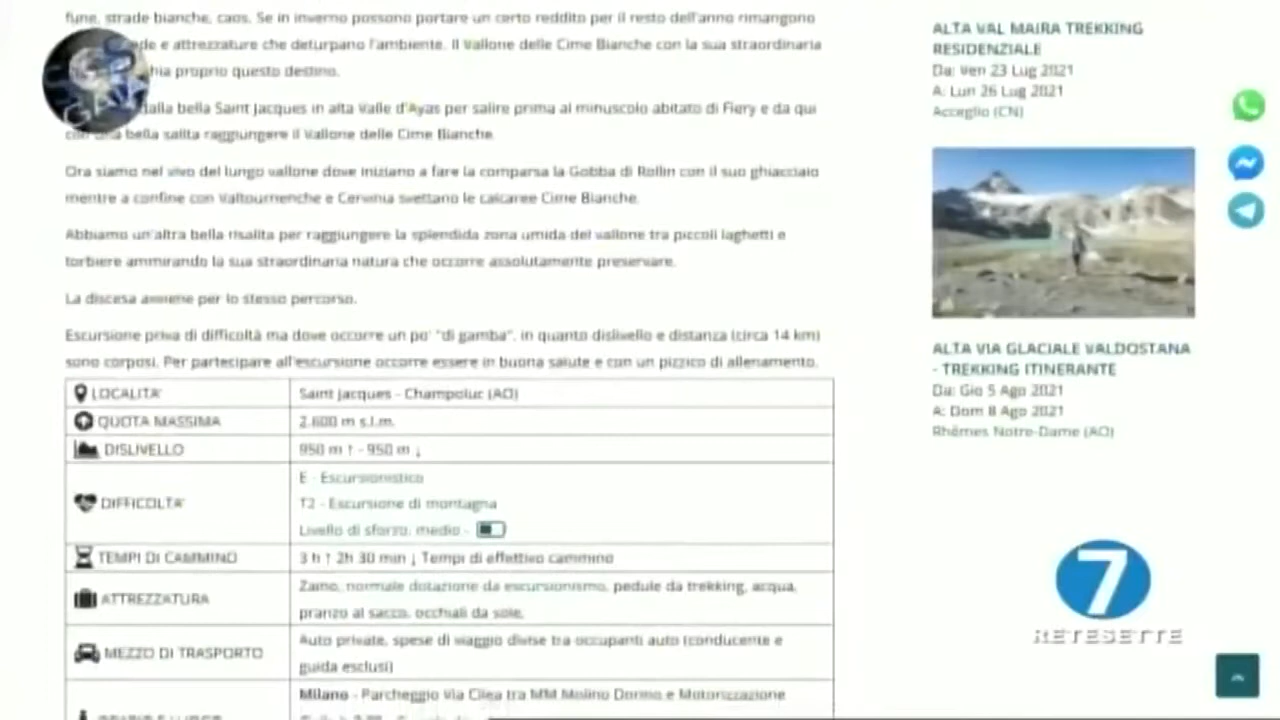 fune, strade bianche, caos. Se in inverno possono portare un certo reddito per il resto dell'anno rimangono
e attrezzature che deturpano l'ambiente. Il Vallone delle Cime Bianche con la sua straordinaria
proprio questo destino.
dalla bella Saint Jacques in alta Valle d'Ayas per salire prima al minuscolo abitato di Fiery e da qui
bella salita raggiungere il Vallone delle Cime Bianche.
Ora siamo nel vivo del lungo vallone dove iniziano a fare la comparsa la Gobba di Rollin con il suo ghiacciaio
mentre a confine con Valtournenche e Cervinia svettano le calcaree Cime Bianche.
Abbiamo un'altra bella risalita per raggiungere la splendida zona umida del vallone tra piccoli laghetti e
torbiere ammirando la sua straordinaria natura che occorre assolutamente preservare.
La discesa avviene per lo stesso percorso.
Escursione priva di difficoltà ma dove occorre un po' "di gamba", in quanto dislivello e distanza (circa 14 km)
sono corposi. Per partecipare all'escursione occorre essere in buona salute e con un pizzico di allenamento.
LOCALITA' Saint Jacques - Champoluc (AO)
QUOTA MASSIMA 2.600 m s.l.m.
DISLIVELLO 950 m ↑ - 950 m ↓
DIFFICOLTA' E - Escursionistico
T2 - Escursione di montagna
Livello di sforzo: medio -
TEMPI DI CAMMINO 3 h ↑ 2h 30 min ↓ Tempi di effettivo cammino
ATTREZZATURA Zaino, normale dotazione da escursionismo, pedule da trekking, acqua,
pranzo al sacco, occhiali da sole,
MEZZO DI TRASPORTO Auto private, spese di viaggio divise tra occupanti auto (conducente e
guida esclusi)
Milano - Parcheggio Via Cilea tra MM Molino Dorino e Motorizzazione
ALTA VAL MAIRA TREKKING
RESIDENZIALE
Da: Ven 23 Lug 2021
A: Lun 26 Lug 2021
Acceglio (CN)
ALTA VIA GLACIALE VALDOSTANA
- TREKKING ITINERANTE
Da: Gio 5 Ago 2021
A: Dom 8 Ago 2021
Rhêmes Notre-Dame (AO)
GAIA
7
RETESETTE